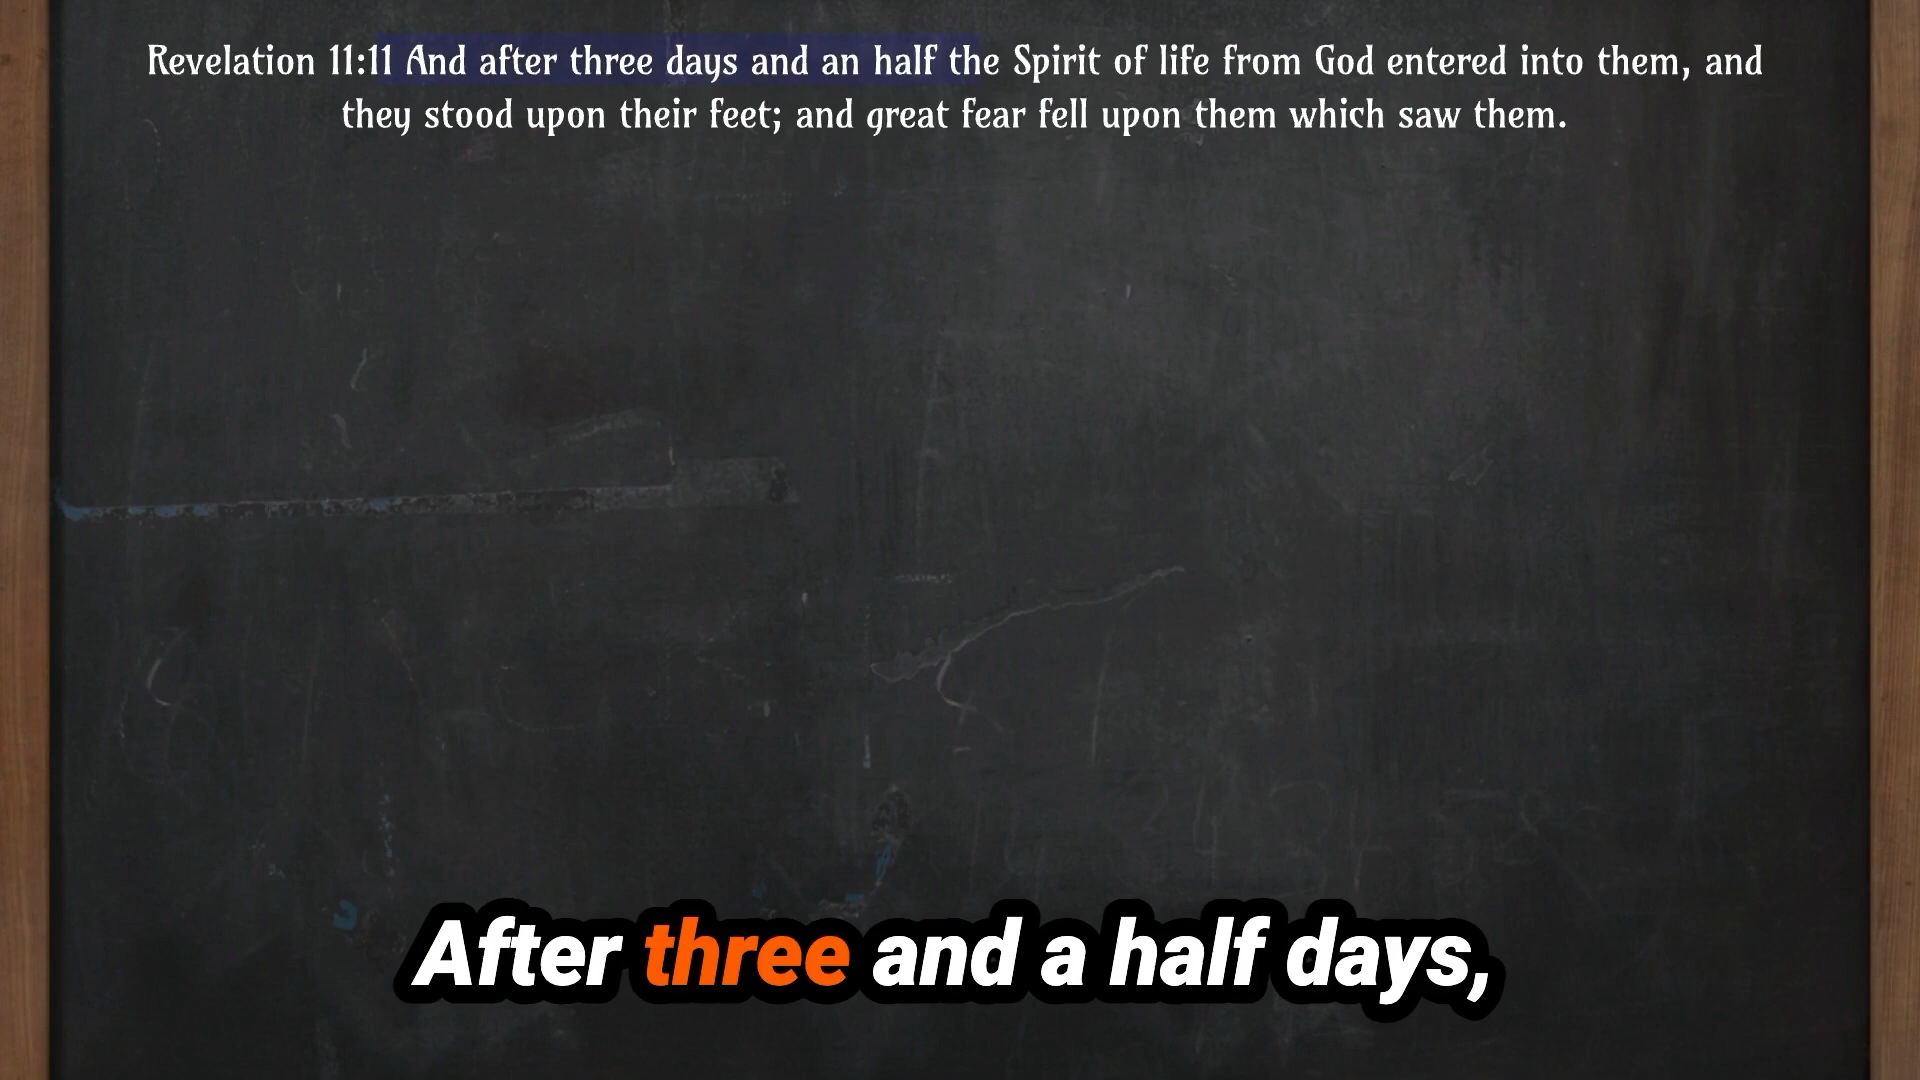 Revelation 11:11 And after three days and an half the Spirit of life from God entered into them, and
they stood upon their feet; and great fear fell upon them which saw them.
After three and a half days,